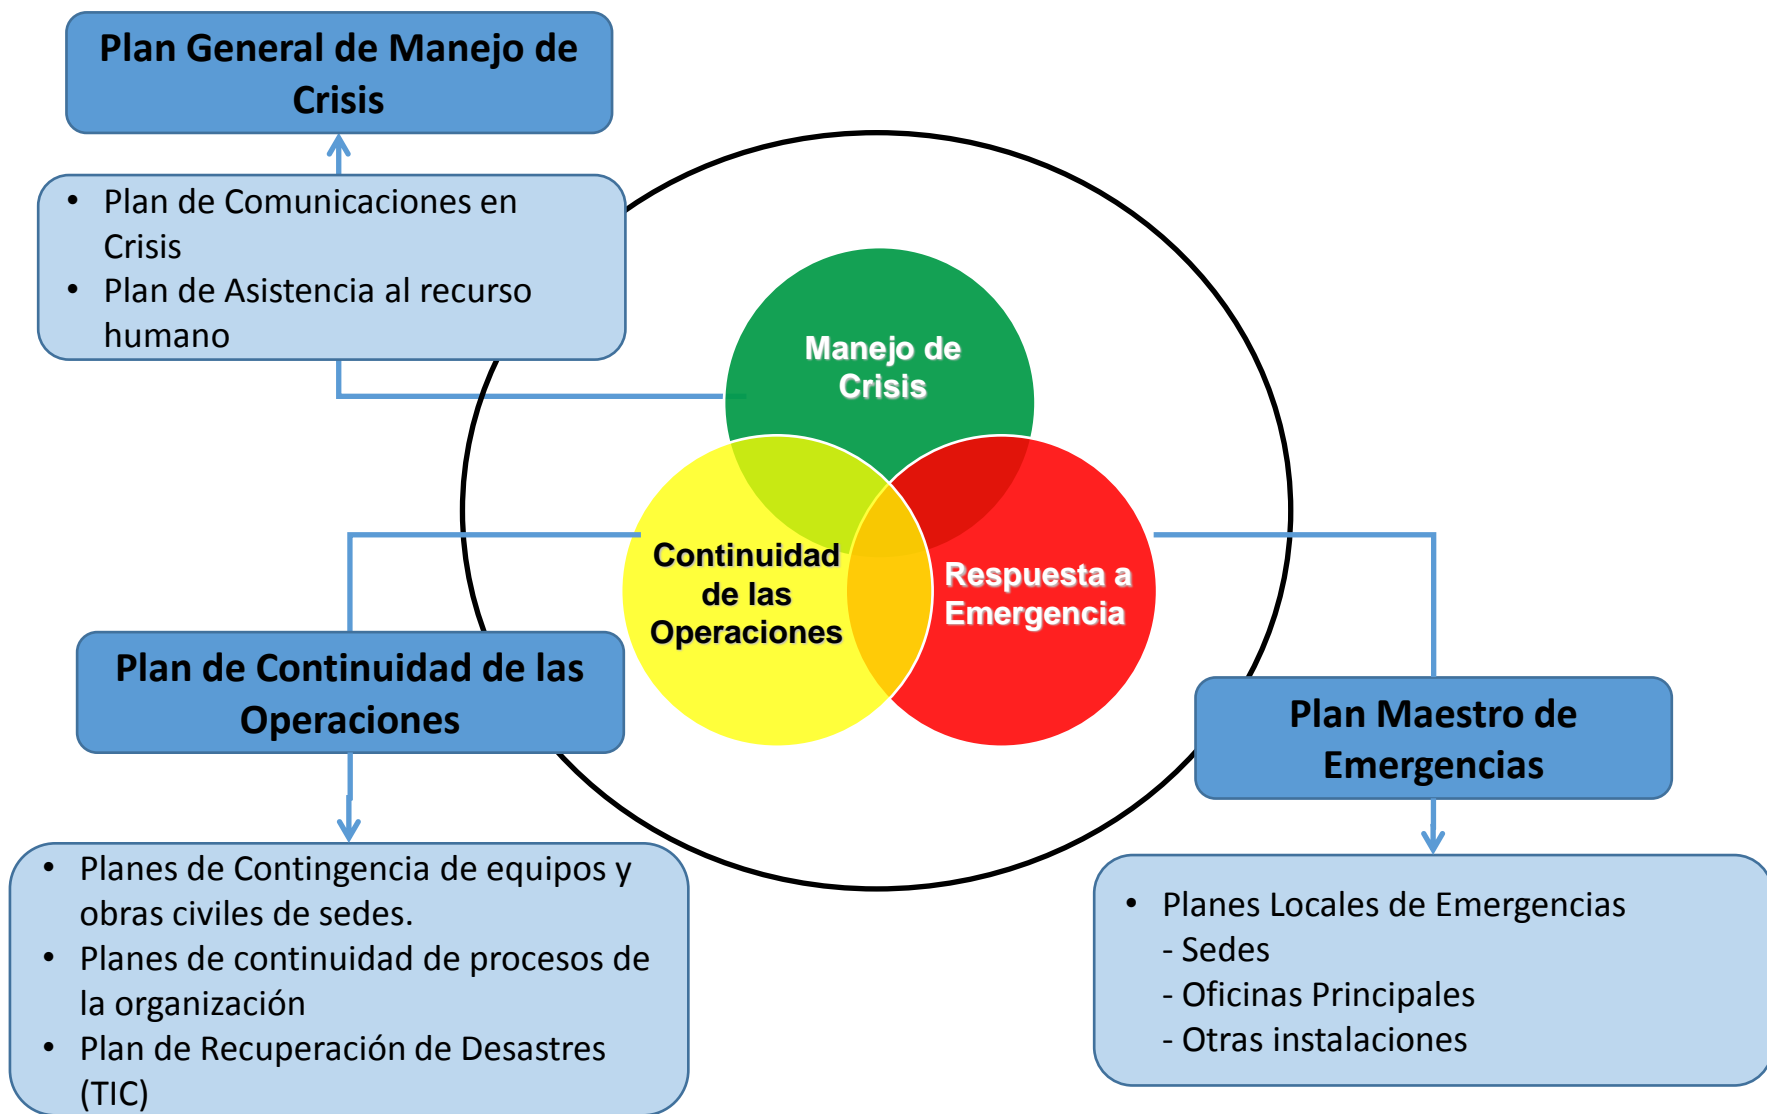 Plan General de Manejo de
Crisis
• Plan de Comunicaciones en
Crisis
• Plan de Asistencia al recurso
humano
Manejo de
Crisis
Continuidad
de las
Operaciones
Respuesta a
Emergencia
Plan de Continuidad de las
Operaciones
Plan Maestro de
Emergencias
• Planes de Contingencia de equipos y
obras civiles de sedes.
• Planes de continuidad de procesos de
la organización
• Plan de Recuperación de Desastres
(TIC)
• Planes Locales de Emergencias
- Sedes
- Oficinas Principales
- Otras instalaciones